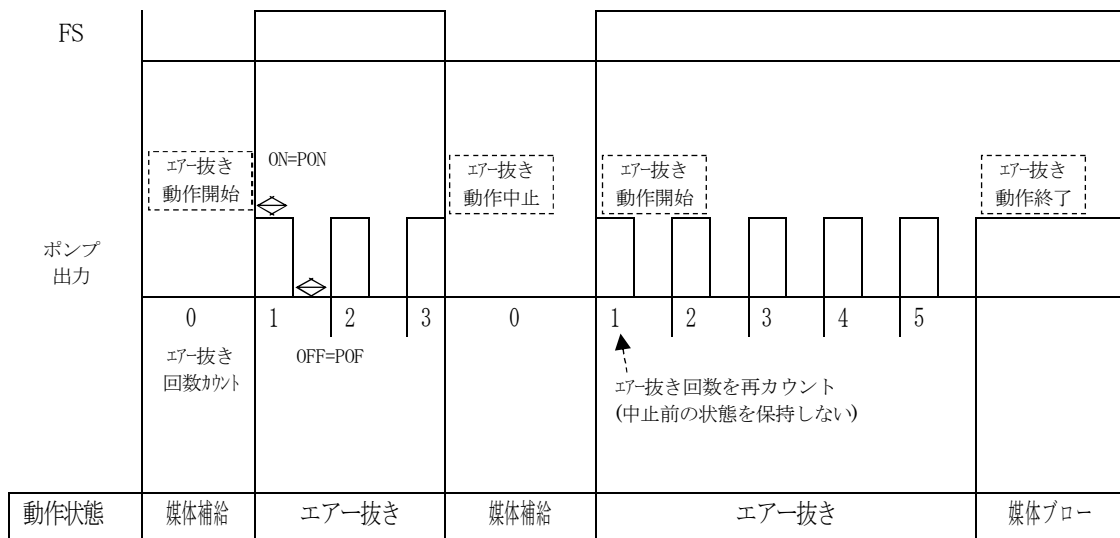 FS
エアー抜き
動作開始
ON=PON
エアー抜き
動作中止
エアー抜き
動作開始
エアー抜き
動作終了
ポンプ
出力
0
1
2
3
0
1
2
3
4
5
エアー抜き
回数カウント
OFF=POF
エアー抜き回数を再カウント
(中止前の状態を保持しない)
動作状態
媒体補給
エアー抜き
媒体補給
エアー抜き
媒体ブロー